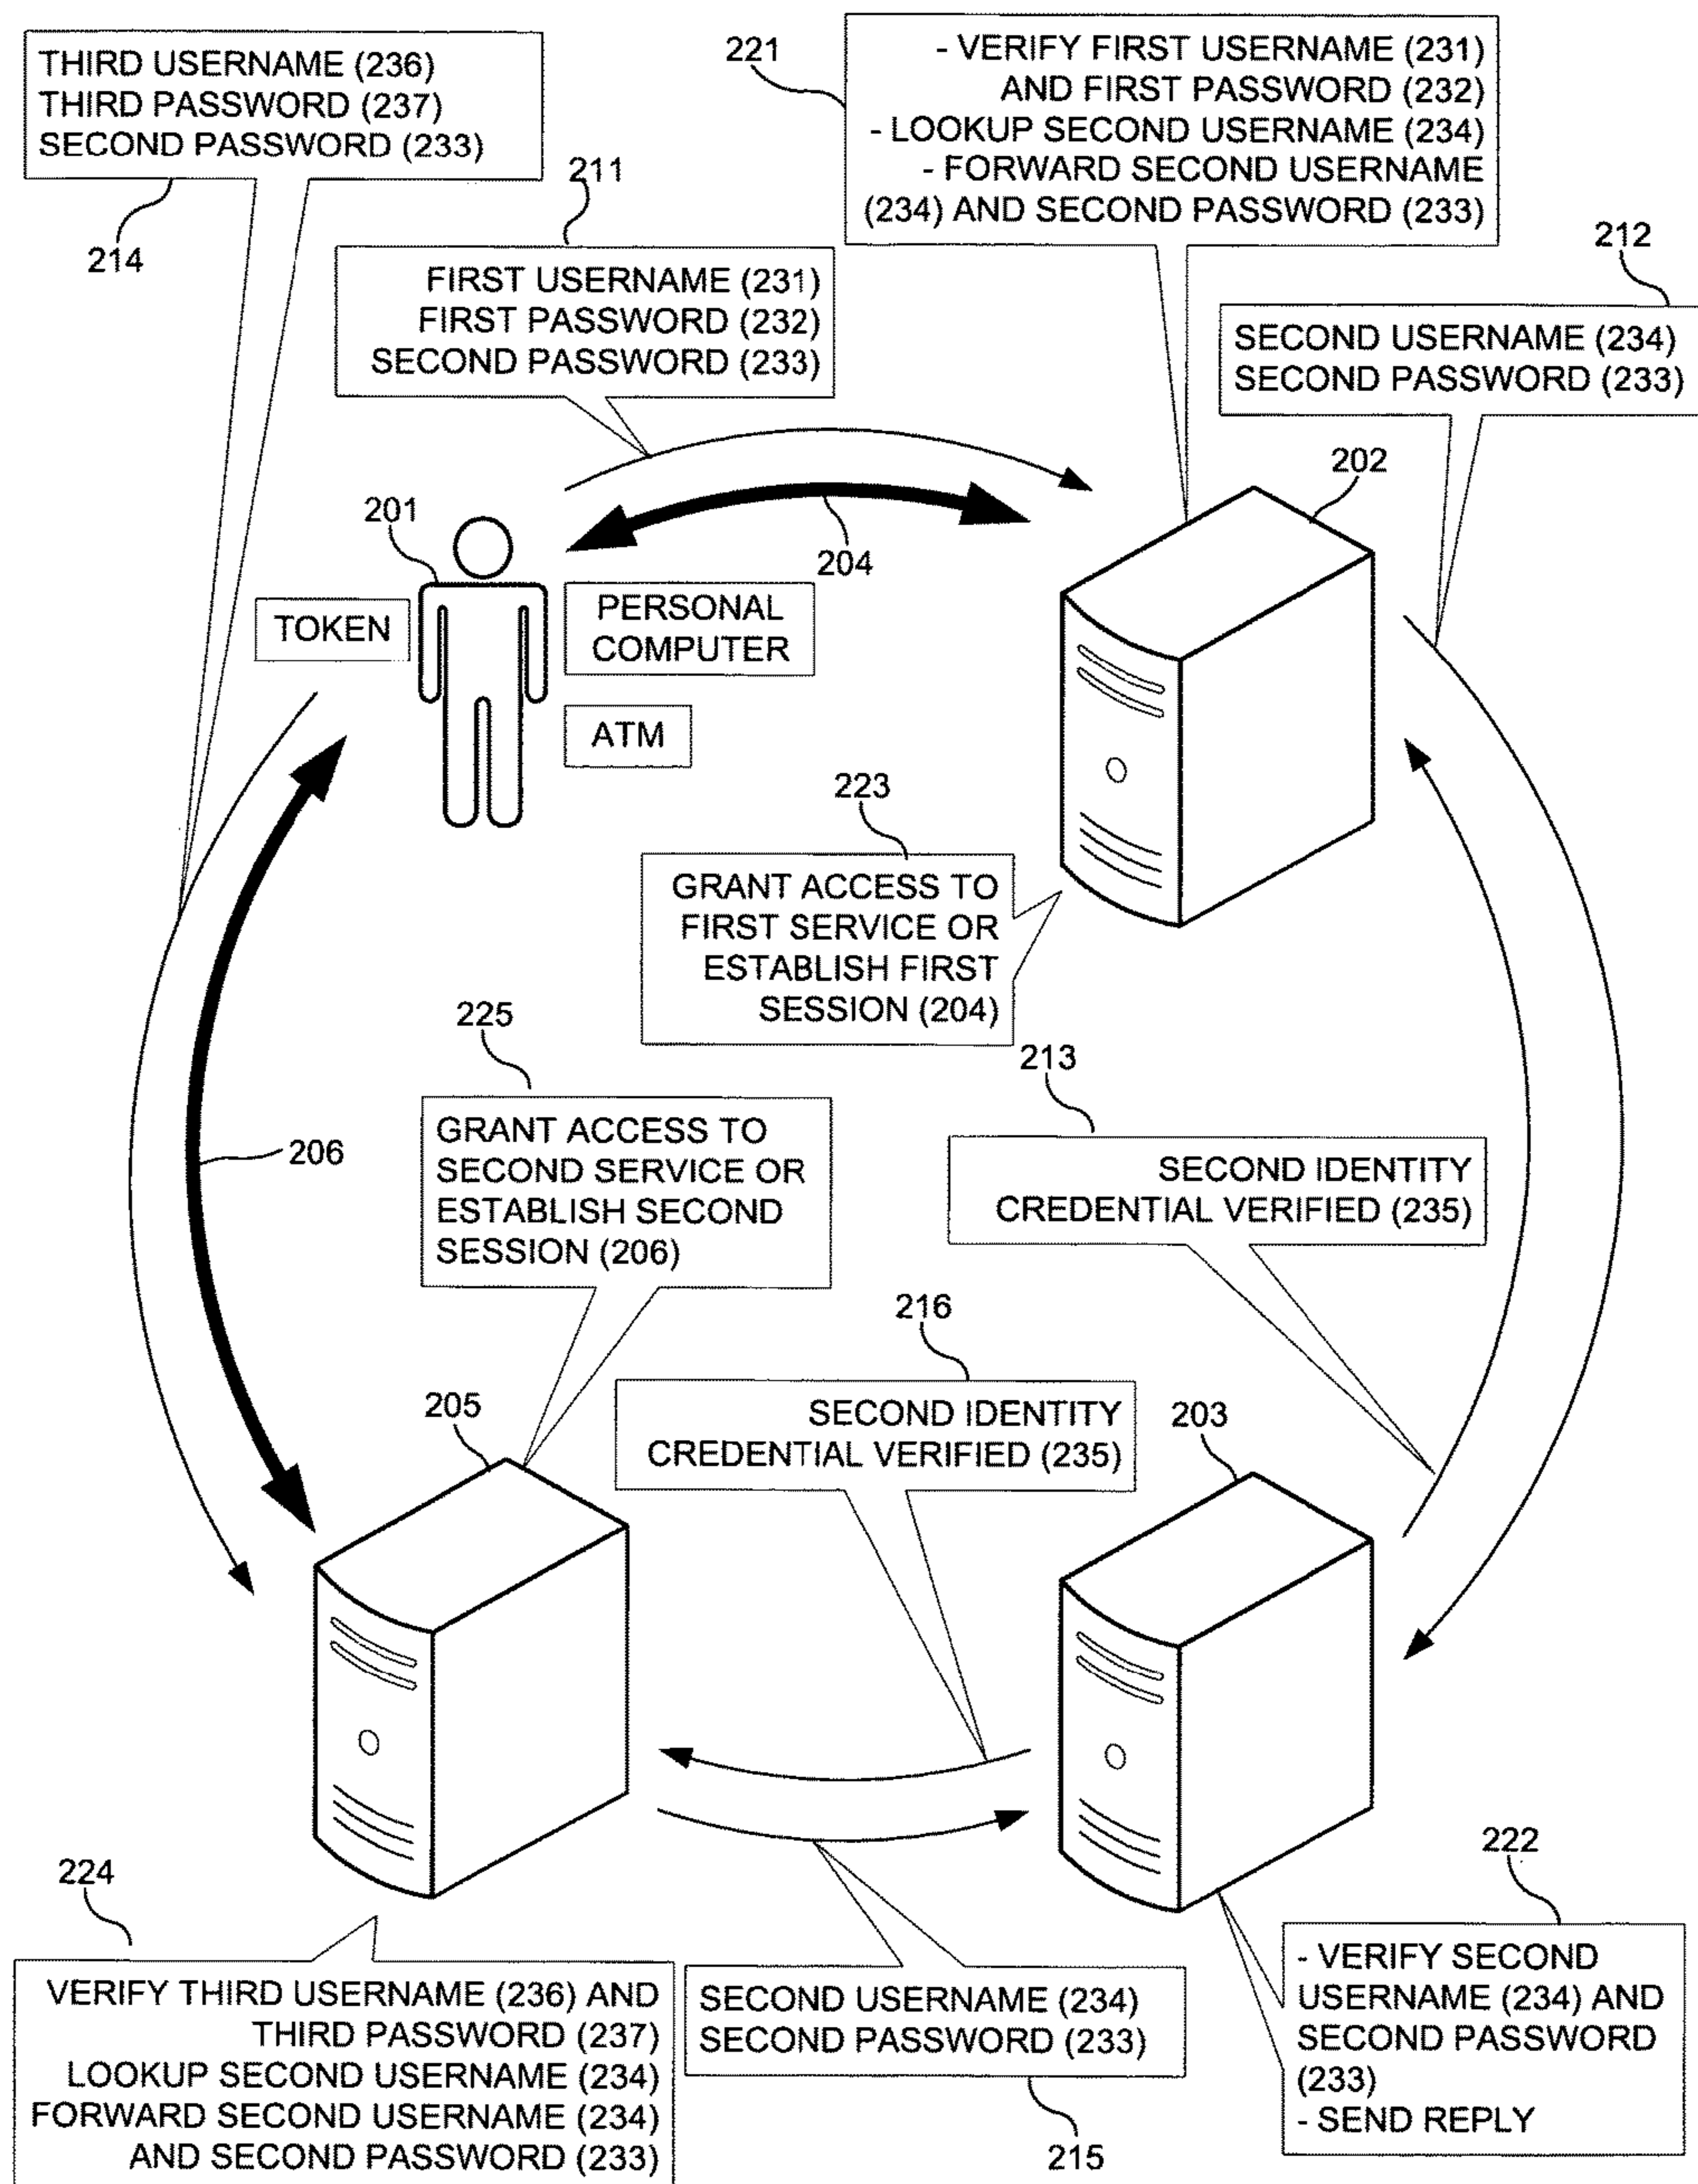 THIRD USERNAME (236)
THIRD PASSWORD (237)
SECOND PASSWORD (233)
214
221
- VERIFY FIRST USERNAME (231)
AND FIRST PASSWORD (232)
- LOOKUP SECOND USERNAME (234)
- FORWARD SECOND USERNAME
(234) AND SECOND PASSWORD (233)
211
FIRST USERNAME (231)
FIRST PASSWORD (232)
SECOND PASSWORD (233)
212
SECOND USERNAME (234)
SECOND PASSWORD (233)
201
204
202
TOKEN
PERSONAL
COMPUTER
ATM
223
GRANT ACCESS TO
FIRST SERVICE OR
ESTABLISH FIRST
SESSION (204)
206
225
GRANT ACCESS TO
SECOND SERVICE OR
ESTABLISH SECOND
SESSION (206)
213
SECOND IDENTITY
CREDENTIAL VERIFIED (235)
216
SECOND IDENTITY
CREDENTIAL VERIFIED (235)
205
203
224
VERIFY THIRD USERNAME (236) AND
THIRD PASSWORD (237)
LOOKUP SECOND USERNAME (234)
FORWARD SECOND USERNAME (234)
AND SECOND PASSWORD (233)
SECOND USERNAME (234)
SECOND PASSWORD (233)
215
222
- VERIFY SECOND
USERNAME (234) AND
SECOND PASSWORD
(233)
- SEND REPLY